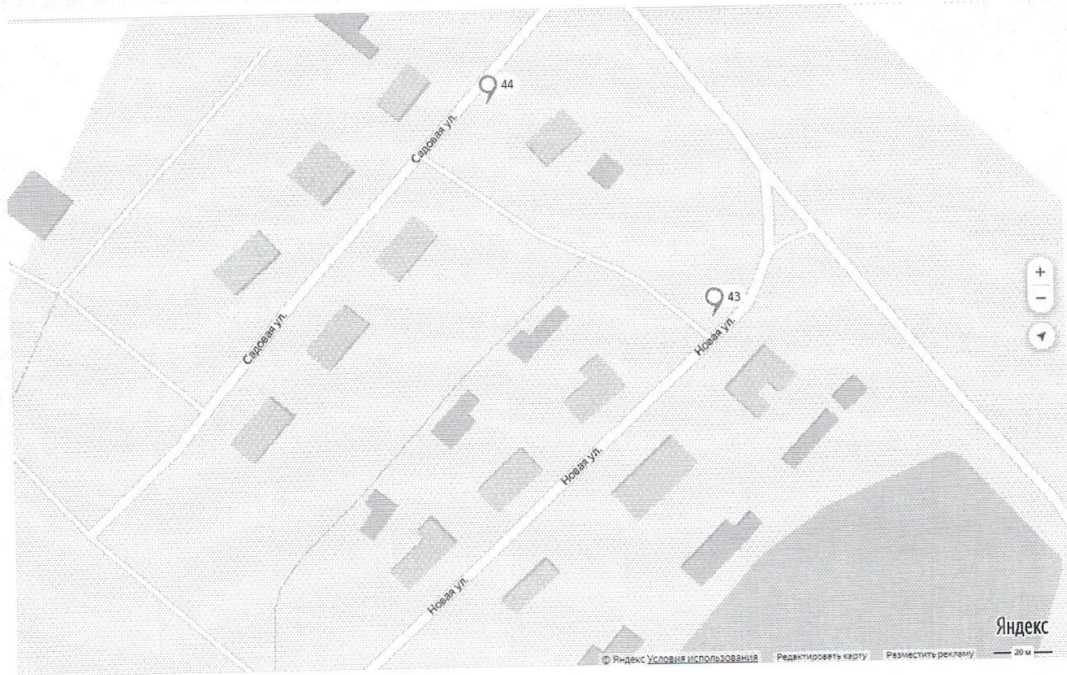 44
Садовая ул.
43
Новая ул.
Садовая ул.
Новая ул.
Новая ул.
+
−
Яндекс
© Яндекс Условия использования Редактировать карту Разместить рекламу 20 м